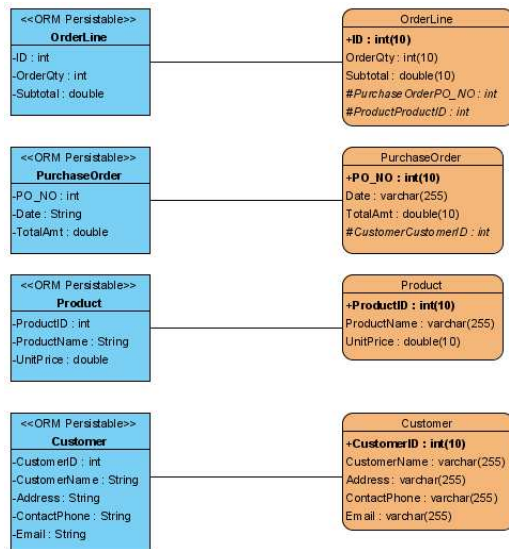 <<ORM Persistable>>
OrderLine
-ID : int
-OrderQty : int
-Subtotal : double
OrderLine
+ID : int(10)
OrderQty : int(10)
Subtotal : double(10)
#PurchaseOrderPO_NO : int
#ProductProductID : int
<<ORM Persistable>>
PurchaseOrder
-PO_NO : int
-Date : String
-TotalAmt : double
PurchaseOrder
+PO_NO : int(10)
Date : varchar(255)
TotalAmt : double(10)
#CustomerCustomerID : int
<<ORM Persistable>>
Product
-ProductID : int
-ProductName : String
-UnitPrice : double
Product
+ProductID : int(10)
ProductName : varchar(255)
UnitPrice : double(10)
<<ORM Persistable>>
Customer
-CustomerID : int
-CustomerName : String
-Address : String
-ContactPhone : String
-Email : String
Customer
+CustomerID : int(10)
CustomerName : varchar(255)
Address : varchar(255)
ContactPhone : varchar(255)
Email : varchar(255)